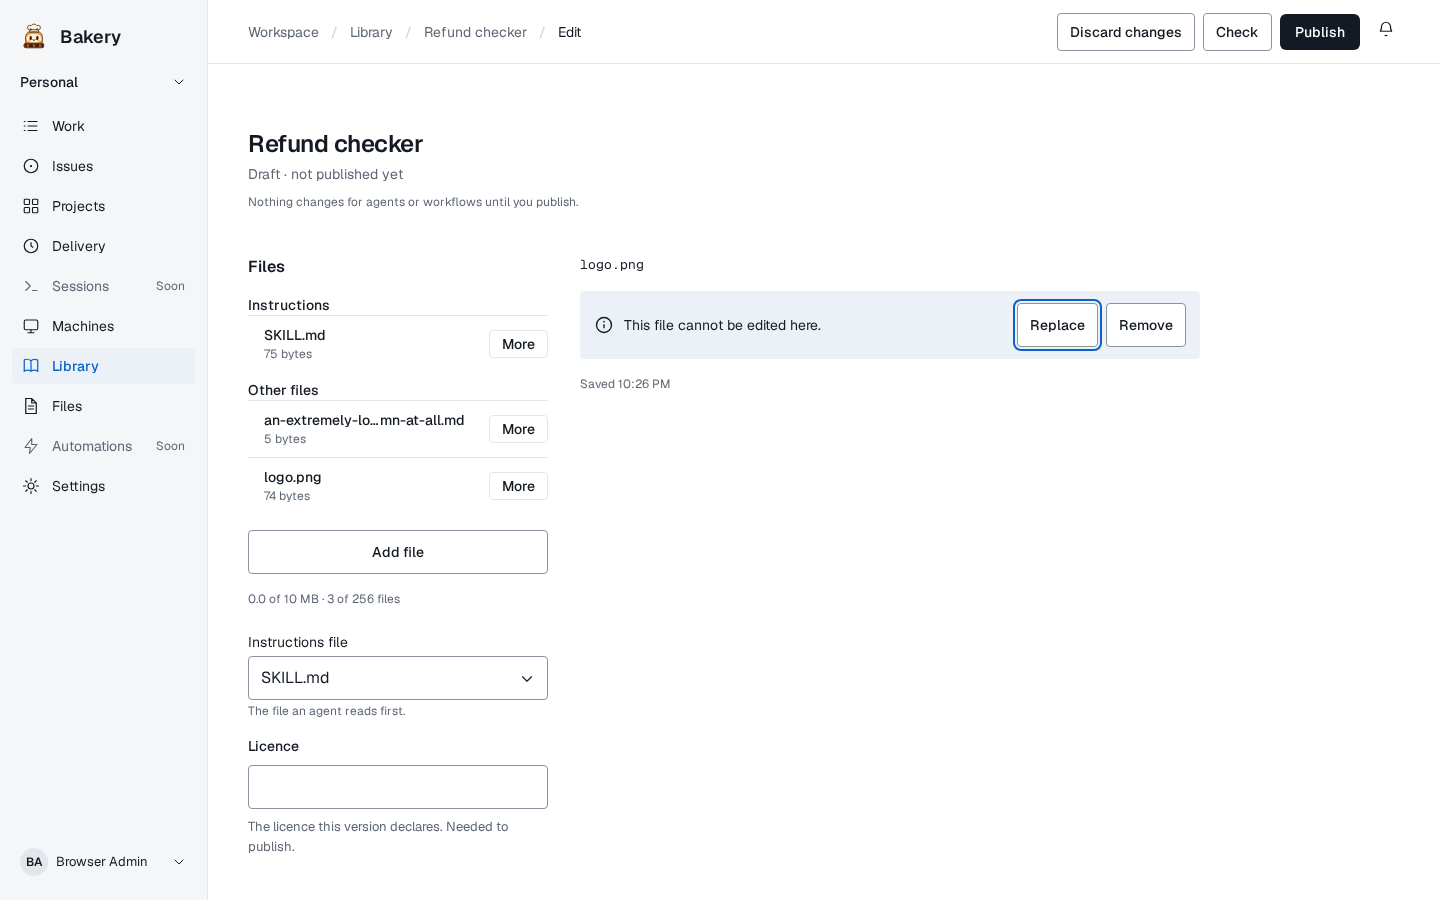 Bakery
Personal
Work
Issues
Projects
Delivery
Sessions Soon
Machines
Library
Files
Automations Soon
Settings
BA Browser Admin
Workspace / Library / Refund checker / Edit
Discard changes Check Publish
Refund checker
Draft · not published yet
Nothing changes for agents or workflows until you publish.
Files
Instructions
SKILL.md
75 bytes
More
Other files
an-extremely-lo…mn-at-all.md
5 bytes
More
logo.png
74 bytes
More
Add file
0.0 of 10 MB · 3 of 256 files
Instructions file
SKILL.md
The file an agent reads first.
Licence
The licence this version declares. Needed to
publish.
logo.png
This file cannot be edited here.
Replace Remove
Saved 10:26 PM